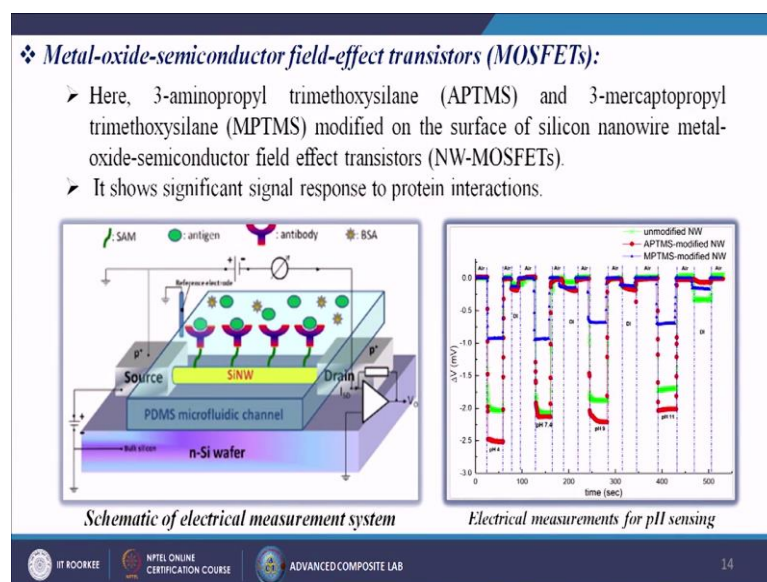 ❖ Metal-oxide-semiconductor field-effect transistors (MOSFETs):
➢ Here, 3-aminopropyl trimethoxysilane (APTMS) and 3-mercaptopropyl
trimethoxysilane (MPTMS) modified on the surface of silicon nanowire metal-
oxide-semiconductor field effect transistors (NW-MOSFETs).
➢ It shows significant signal response to protein interactions.
: SAM : antigen : antibody : BSA
Reference electrode
p+ p+
Source SiNW Drain
I_SD
V_O
PDMS microfluidic channel
Bulk silicon
n-Si wafer
Schematic of electrical measurement system
unmodified NW
APTMS-modified NW
MPTMS-modified NW
Air Air Air Air Air Air Air Air
0.0
DI DI DI DI
-0.5
-1.0
ΔV (mV)
-1.5
-2.0
pH 4 pH 7.4 pH 9 pH 11
-2.5
-3.0
0 100 200 300 400 500
time (sec)
Electrical measurements for pH sensing
IIT ROORKEE
NPTEL ONLINE
CERTIFICATION COURSE
ADVANCED COMPOSITE LAB
14